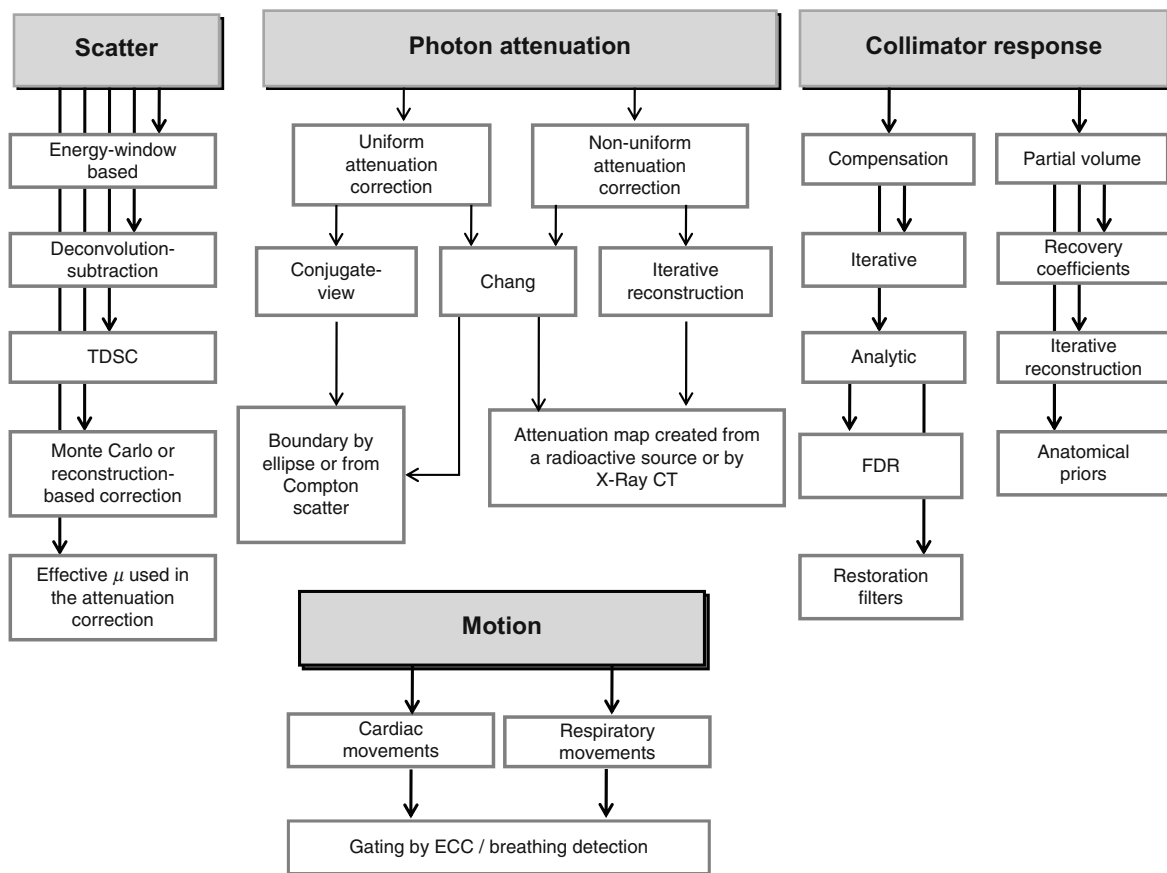 Scatter
Energy-window
based
Deconvolution-
subtraction
TDSC
Monte Carlo or
reconstruction-
based correction
Effective μ used in
the attenuation
correction
Photon attenuation
Uniform
attenuation
correction
Non-uniform
attenuation
correction
Conjugate-
view
Chang
Iterative
reconstruction
Boundary by
ellipse or from
Compton
scatter
Attenuation map created from
a radioactive source or by
X-Ray CT
Collimator response
Compensation
Iterative
Analytic
FDR
Restoration
filters
Partial volume
Recovery
coefficients
Iterative
reconstruction
Anatomical
priors
Motion
Cardiac
movements
Respiratory
movements
Gating by ECC / breathing detection